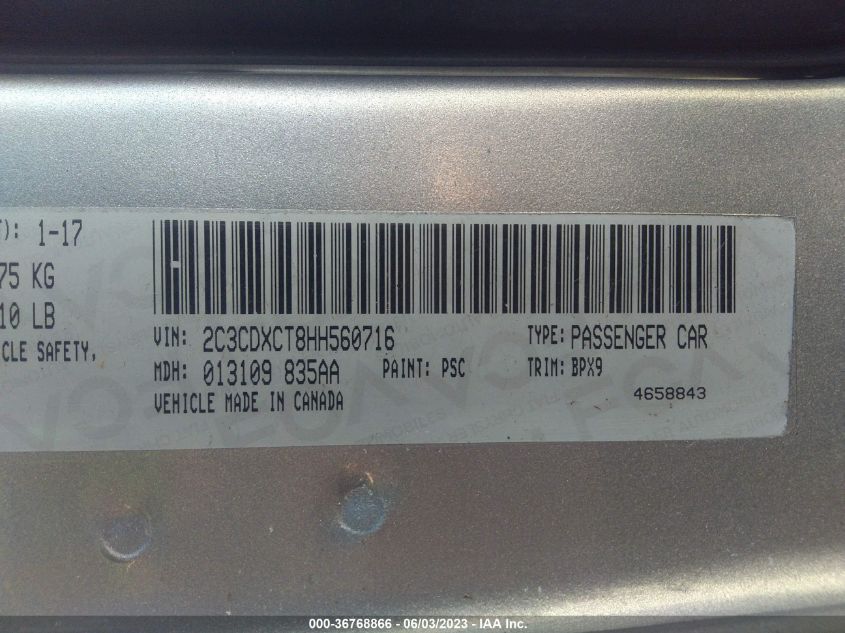 T): 1-17
75 KG
10 LB
CLE SAFETY,
VIN: 2C3CDXCT8HH560716 TYPE: PASSENGER CAR
MDH: 013109 835AA PAINT: PSC TRIM: BPX9
VEHICLE MADE IN CANADA 4658843
000-36768866 - 06/03/2023 - IAA Inc.